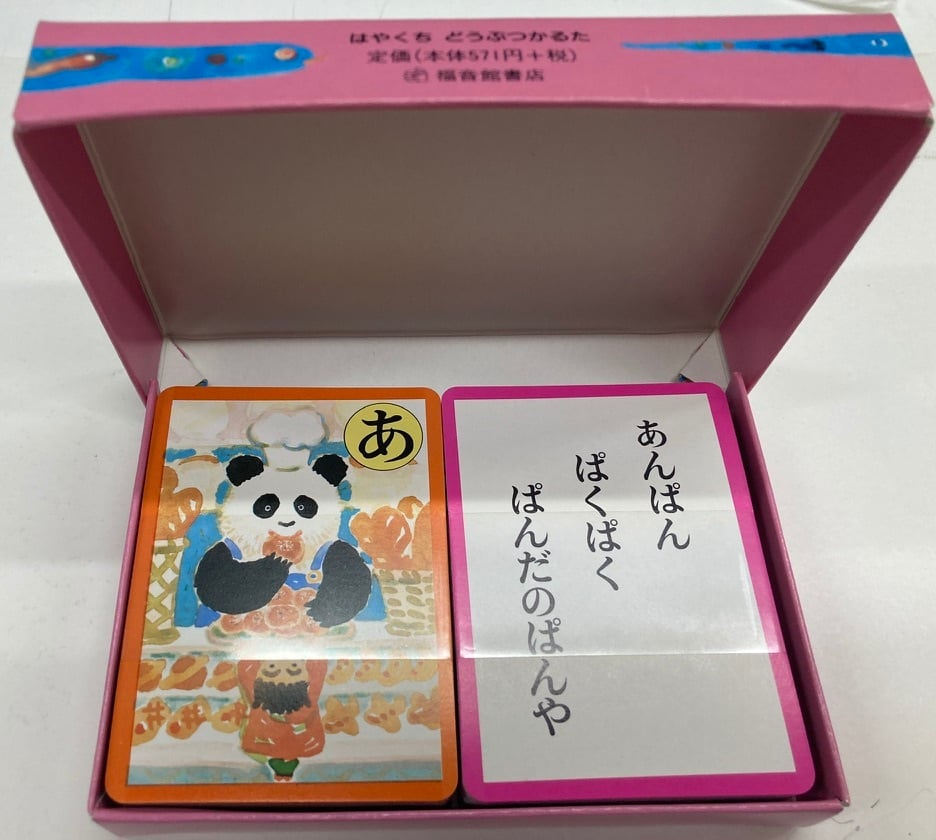 はやくち どうぶつかるた
定価(本体571円+税)
福音館書店
あ
あんぱん
ぱくぱく
ぱんだのぱんや